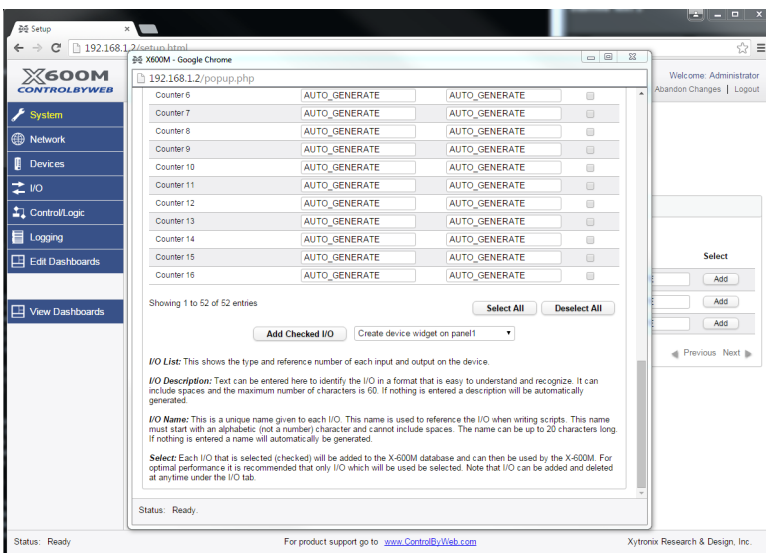 Setup
192.168.1.2/setup.html
X600M - Google Chrome
192.168.1.2/popup.php
X600M
CONTROLBYWEB
Welcome: Administrator
Abandon Changes | Logout
System
Network
Devices
I/O
Control/Logic
Logging
Edit Dashboards
View Dashboards
Counter 6 AUTO_GENERATE AUTO_GENERATE
Counter 7 AUTO_GENERATE AUTO_GENERATE
Counter 8 AUTO_GENERATE AUTO_GENERATE
Counter 9 AUTO_GENERATE AUTO_GENERATE
Counter 10 AUTO_GENERATE AUTO_GENERATE
Counter 11 AUTO_GENERATE AUTO_GENERATE
Counter 12 AUTO_GENERATE AUTO_GENERATE
Counter 13 AUTO_GENERATE AUTO_GENERATE
Counter 14 AUTO_GENERATE AUTO_GENERATE
Counter 15 AUTO_GENERATE AUTO_GENERATE
Counter 16 AUTO_GENERATE AUTO_GENERATE
Showing 1 to 52 of 52 entries
Select All Deselect All
Add Checked I/O Create device widget on panel1
I/O List: This shows the type and reference number of each input and output on the device.
I/O Description: Text can be entered here to identify the I/O in a format that is easy to understand and recognize. It can
include spaces and the maximum number of characters is 60. If nothing is entered a description will be automatically
generated.
I/O Name: This is a unique name given to each I/O. This name is used to reference the I/O when writing scripts. This name
must start with an alphabetic (not a number) character and cannot include spaces. The name can be up to 20 characters long.
If nothing is entered a name will automatically be generated.
Select: Each I/O that is selected (checked) will be added to the X-600M database and can then be used by the X-600M. For
optimal performance it is recommended that only I/O which will be used be selected. Note that I/O can be added and deleted
at anytime under the I/O tab.
Status: Ready.
Select
Add
Add
Add
Previous Next
Status: Ready
For product support go to www.ControlByWeb.com
Xytronix Research & Design, Inc.